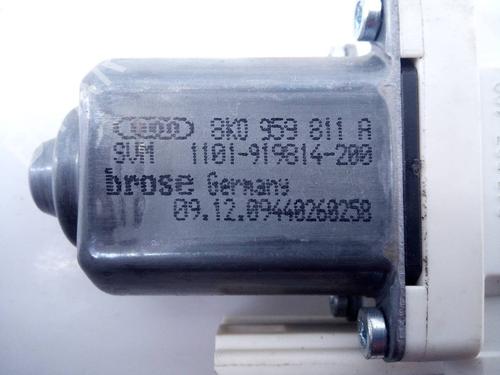 8K0 959 811 A
SVM 1101-919814-200
brose Germany
09.12.09440260258